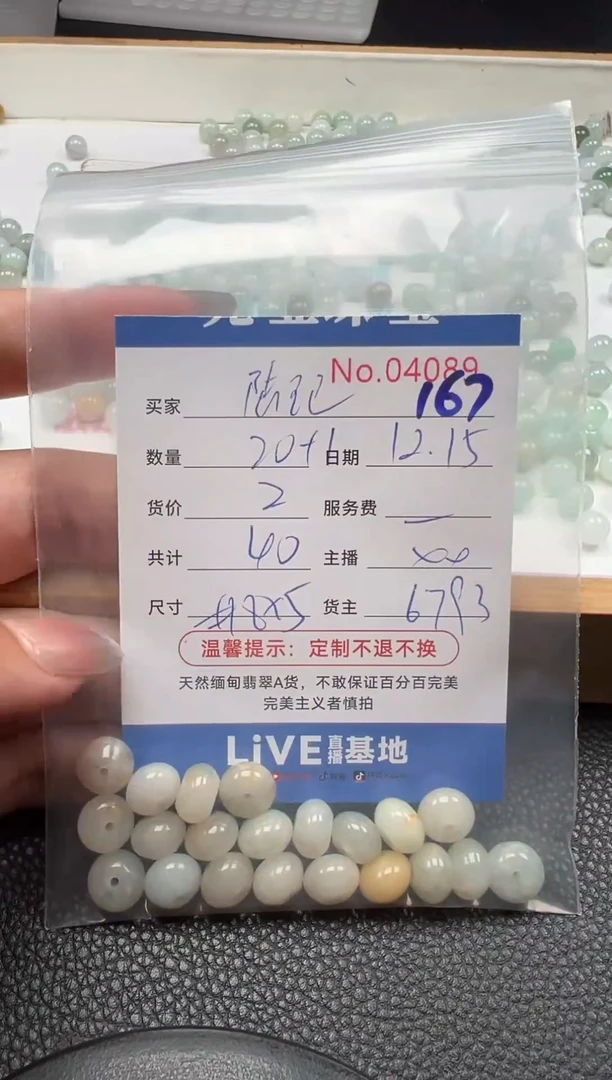 No.04089
167
买家 陆
数量 20+1 日期 12.15
货价 2 服务费 —
共计 40 主播 xx
尺寸 #8x5 货主 6793
温馨提示：定制不退不换
天然缅甸翡翠A货，不敢保证百分百完美
完美主义者慎拍
LiVE直播基地